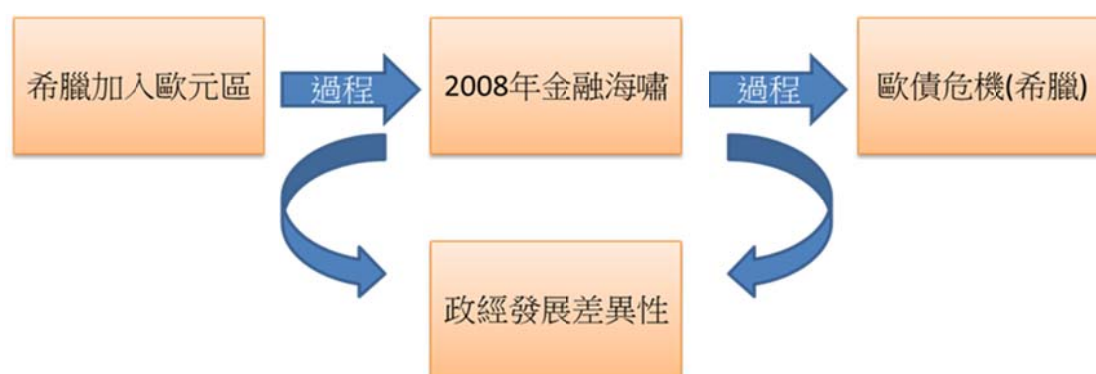 希臘加入歐元區
過程
2008年金融海嘯
過程
歐債危機(希臘)
政經發展差異性